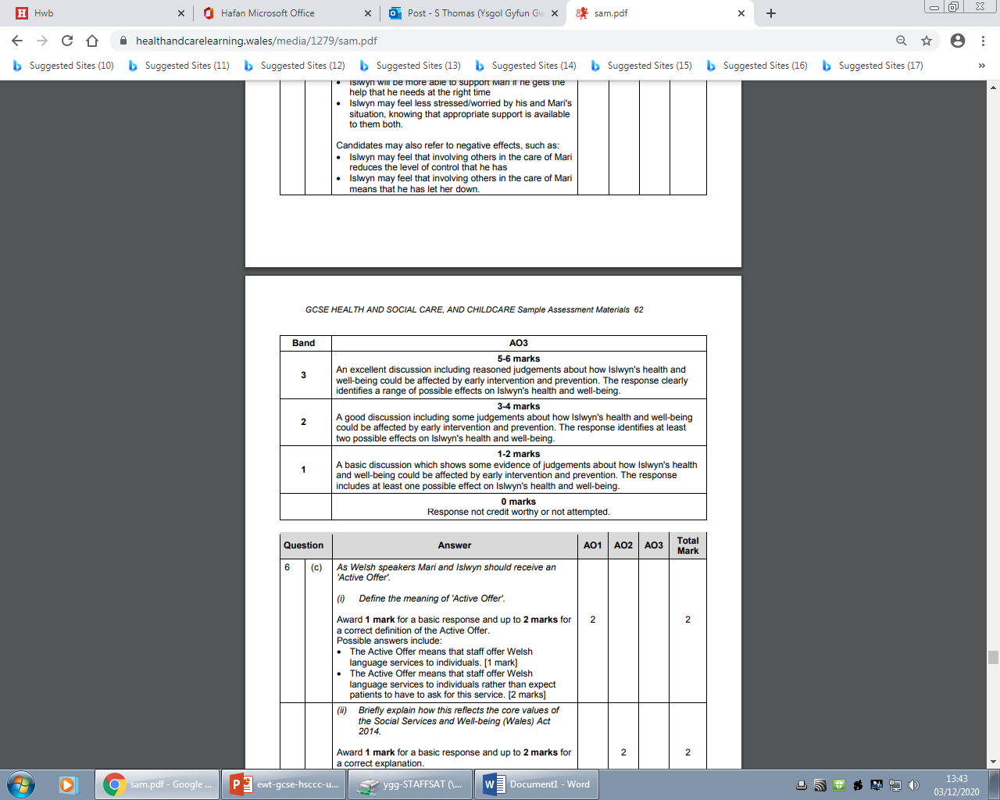 Hwb
Hafan Microsoft Office
Post - S Thomas (Ysgol Gyfun Gw
sam.pdf
healthandcarelearning.wales/media/1279/sam.pdf
Suggested Sites (10)
Suggested Sites (11)
Suggested Sites (12)
Suggested Sites (13)
Suggested Sites (14)
Suggested Sites (15)
Suggested Sites (16)
Suggested Sites (17)
»
• Islwyn will be more able to support Mari if he gets the
help that he needs at the right time
• Islwyn may feel less stressed/worried by his and Mari's
situation, knowing that appropriate support is available
to them both.
Candidates may also refer to negative effects, such as:
• Islwyn may feel that involving others in the care of Mari
reduces the level of control that he has
• Islwyn may feel that involving others in the care of Mari
means that he has let her down.
GCSE HEALTH AND SOCIAL CARE, AND CHILDCARE Sample Assessment Materials 62
Band AO3
5-6 marks
3
An excellent discussion including reasoned judgements about how Islwyn's health and
well-being could be affected by early intervention and prevention. The response clearly
identifies a range of possible effects on Islwyn's health and well-being.
3-4 marks
2
A good discussion including some judgements about how Islwyn's health and well-being
could be affected by early intervention and prevention. The response identifies at least
two possible effects on Islwyn's health and well-being.
1-2 marks
1
A basic discussion which shows some evidence of judgements about how Islwyn's health
and well-being could be affected by early intervention and prevention. The response
includes at least one possible effect on Islwyn's health and well-being.
0 marks
Response not credit worthy or not attempted.
Question Answer AO1 AO2 AO3 Total
Mark
6 (c) As Welsh speakers Mari and Islwyn should receive an
'Active Offer'.
(i) Define the meaning of 'Active Offer'.
Award 1 mark for a basic response and up to 2 marks for 2 2
a correct definition of the Active Offer.
Possible answers include:
• The Active Offer means that staff offer Welsh
language services to individuals. [1 mark]
• The Active Offer means that staff offer Welsh
language services to individuals rather than expect
patients to have to ask for this service. [2 marks]
(ii) Briefly explain how this reflects the core values of
the Social Services and Well-being (Wales) Act
2014.
Award 1 mark for a basic response and up to 2 marks for 2 2
a correct explanation.
sam.pdf - Google ...
ewt-gcse-hsccc-u...
ygg-STAFFSAT (\\...
Document1 - Word
13:43
03/12/2020